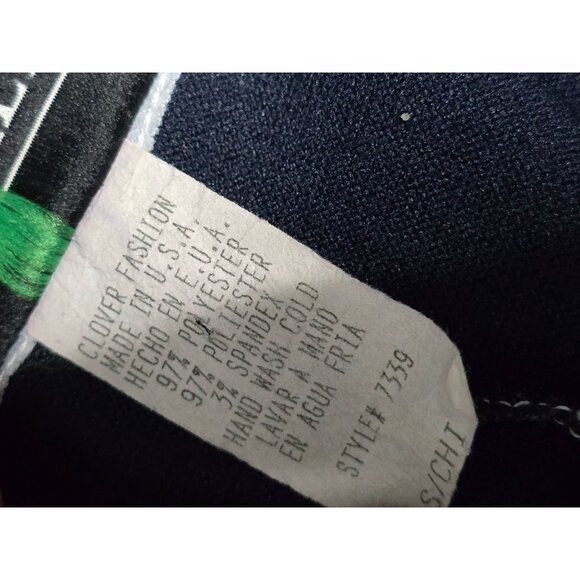 CLOVER FASHION
MADE IN U.S.A.
HECHO EN E.U.A.
97% POLYESTER
97% POLIESTER
3% SPANDEX
HAND WASH COLD
LAVAR A MANO
EN AGUA FRIA
STYLE# 7339
S/CHI